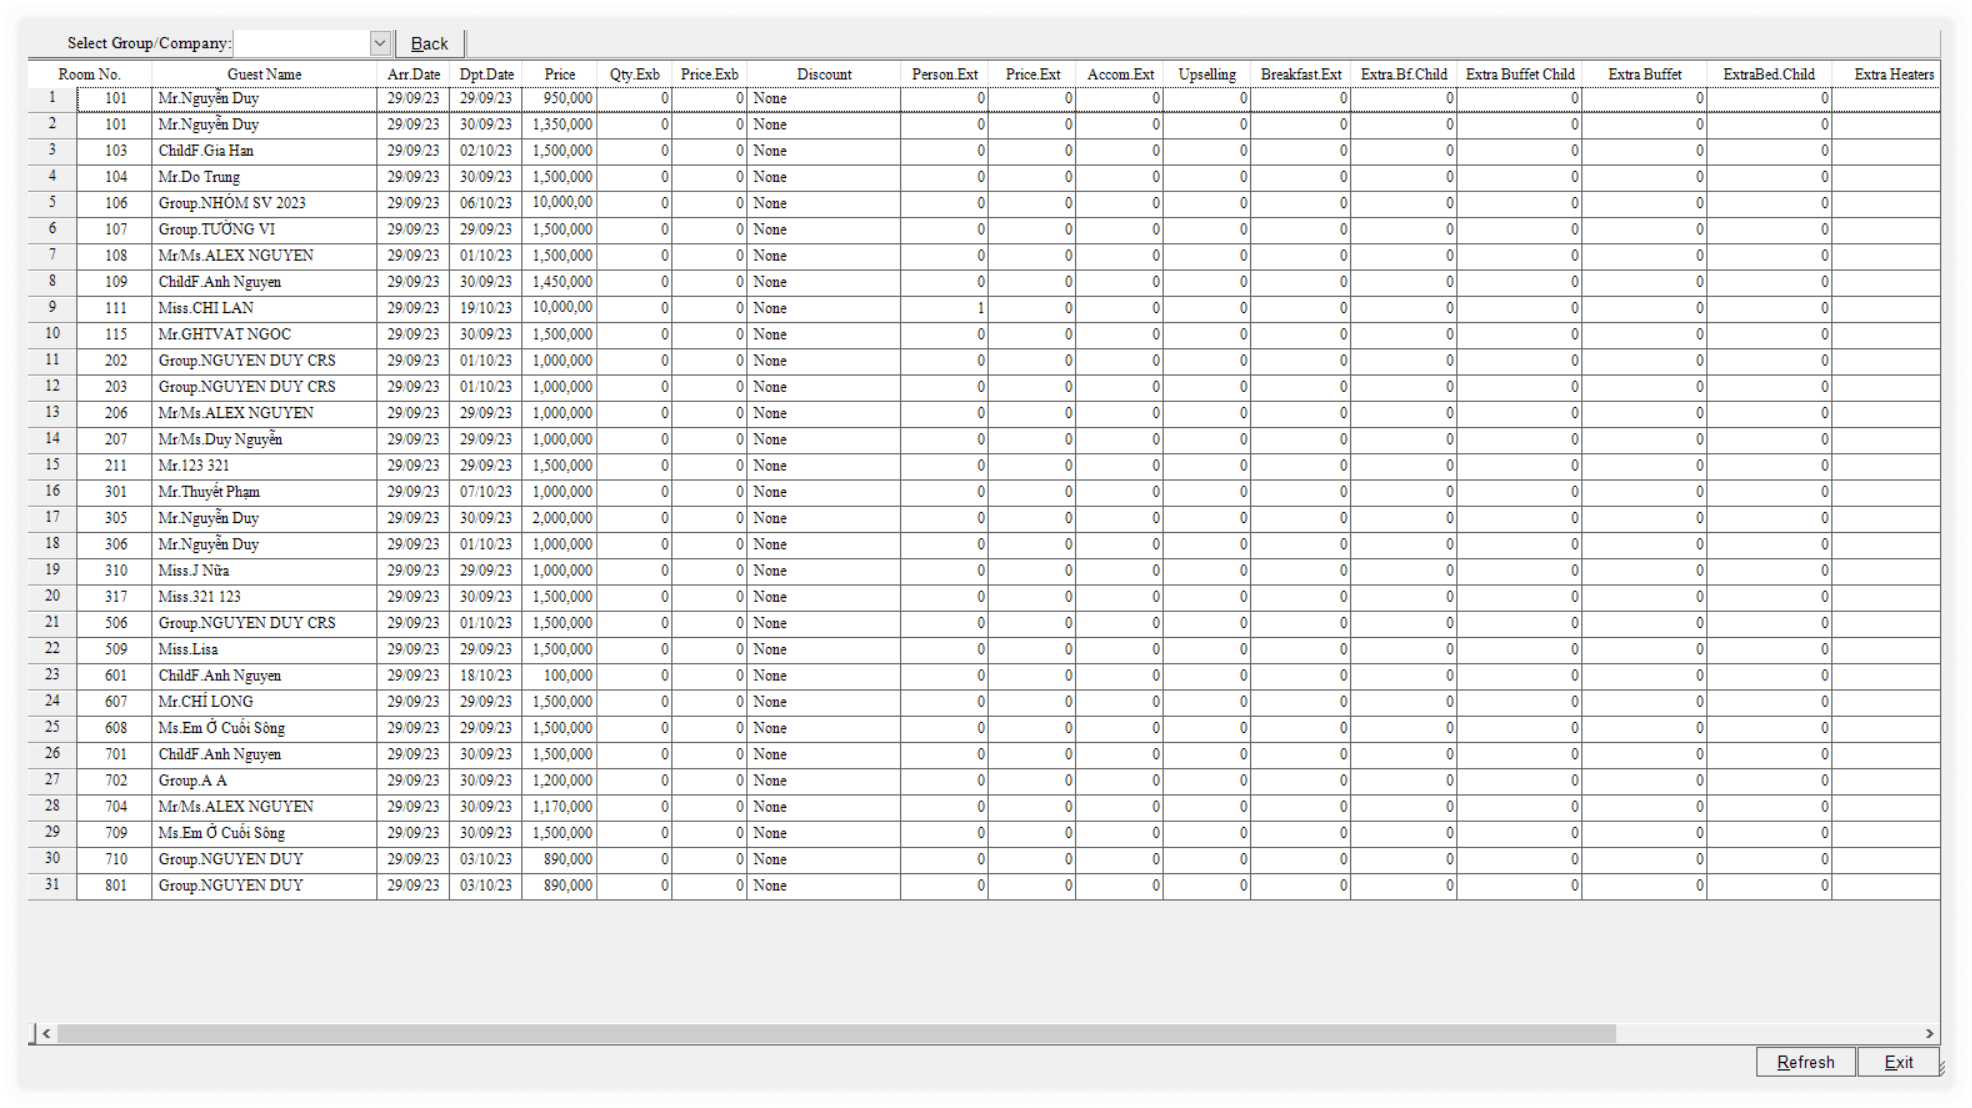 Select Group/Company: Back
Room No. Guest Name Arr.Date Dpt.Date Price Qty.Exb Price.Exb Discount Person.Ext Price.Ext Accom.Ext Upselling Breakfast.Ext Extra.Bf.Child Extra Buffet Child Extra Buffet ExtraBed.Child Extra Heaters
1 101 Mr.Nguyễn Duy 29/09/23 29/09/23 950,000 0 0 None 0 0 0 0 0 0 0 0 0
2 101 Mr.Nguyễn Duy 29/09/23 30/09/23 1,350,000 0 0 None 0 0 0 0 0 0 0 0 0
3 103 ChildF.Gia Han 29/09/23 02/10/23 1,500,000 0 0 None 0 0 0 0 0 0 0 0 0
4 104 Mr.Do Trung 29/09/23 30/09/23 1,500,000 0 0 None 0 0 0 0 0 0 0 0 0
5 106 Group.NHÓM SV 2023 29/09/23 06/10/23 10,000,00 0 0 None 0 0 0 0 0 0 0 0 0
6 107 Group.TƯỜNG VI 29/09/23 29/09/23 1,500,000 0 0 None 0 0 0 0 0 0 0 0 0
7 108 Mr/Ms.ALEX NGUYEN 29/09/23 01/10/23 1,500,000 0 0 None 0 0 0 0 0 0 0 0 0
8 109 ChildF.Anh Nguyen 29/09/23 30/09/23 1,450,000 0 0 None 0 0 0 0 0 0 0 0 0
9 111 Miss.CHI LAN 29/09/23 19/10/23 10,000,00 0 0 None 1 0 0 0 0 0 0 0 0
10 115 Mr.GHTVAT NGOC 29/09/23 30/09/23 1,500,000 0 0 None 0 0 0 0 0 0 0 0 0
11 202 Group.NGUYEN DUY CRS 29/09/23 01/10/23 1,000,000 0 0 None 0 0 0 0 0 0 0 0 0
12 203 Group.NGUYEN DUY CRS 29/09/23 01/10/23 1,000,000 0 0 None 0 0 0 0 0 0 0 0 0
13 206 Mr/Ms.ALEX NGUYEN 29/09/23 29/09/23 1,000,000 0 0 None 0 0 0 0 0 0 0 0 0
14 207 Mr/Ms.Duy Nguyễn 29/09/23 29/09/23 1,000,000 0 0 None 0 0 0 0 0 0 0 0 0
15 211 Mr.123 321 29/09/23 29/09/23 1,500,000 0 0 None 0 0 0 0 0 0 0 0 0
16 301 Mr.Thuyết Phạm 29/09/23 07/10/23 1,000,000 0 0 None 0 0 0 0 0 0 0 0 0
17 305 Mr.Nguyễn Duy 29/09/23 30/09/23 2,000,000 0 0 None 0 0 0 0 0 0 0 0 0
18 306 Mr.Nguyễn Duy 29/09/23 01/10/23 1,000,000 0 0 None 0 0 0 0 0 0 0 0 0
19 310 Miss.J Nữa 29/09/23 29/09/23 1,000,000 0 0 None 0 0 0 0 0 0 0 0 0
20 317 Miss.321 123 29/09/23 30/09/23 1,500,000 0 0 None 0 0 0 0 0 0 0 0 0
21 506 Group.NGUYEN DUY CRS 29/09/23 01/10/23 1,500,000 0 0 None 0 0 0 0 0 0 0 0 0
22 509 Miss.Lisa 29/09/23 29/09/23 1,500,000 0 0 None 0 0 0 0 0 0 0 0 0
23 601 ChildF.Anh Nguyen 29/09/23 18/10/23 100,000 0 0 None 0 0 0 0 0 0 0 0 0
24 607 Mr.CHÍ LONG 29/09/23 29/09/23 1,500,000 0 0 None 0 0 0 0 0 0 0 0 0
25 608 Ms.Em Ở Cuối Sông 29/09/23 29/09/23 1,500,000 0 0 None 0 0 0 0 0 0 0 0 0
26 701 ChildF.Anh Nguyen 29/09/23 30/09/23 1,500,000 0 0 None 0 0 0 0 0 0 0 0 0
27 702 Group.A A 29/09/23 30/09/23 1,200,000 0 0 None 0 0 0 0 0 0 0 0 0
28 704 Mr/Ms.ALEX NGUYEN 29/09/23 30/09/23 1,170,000 0 0 None 0 0 0 0 0 0 0 0 0
29 709 Ms.Em Ở Cuối Sông 29/09/23 30/09/23 1,500,000 0 0 None 0 0 0 0 0 0 0 0 0
30 710 Group.NGUYEN DUY 29/09/23 03/10/23 890,000 0 0 None 0 0 0 0 0 0 0 0 0
31 801 Group.NGUYEN DUY 29/09/23 03/10/23 890,000 0 0 None 0 0 0 0 0 0 0 0 0
Refresh Exit